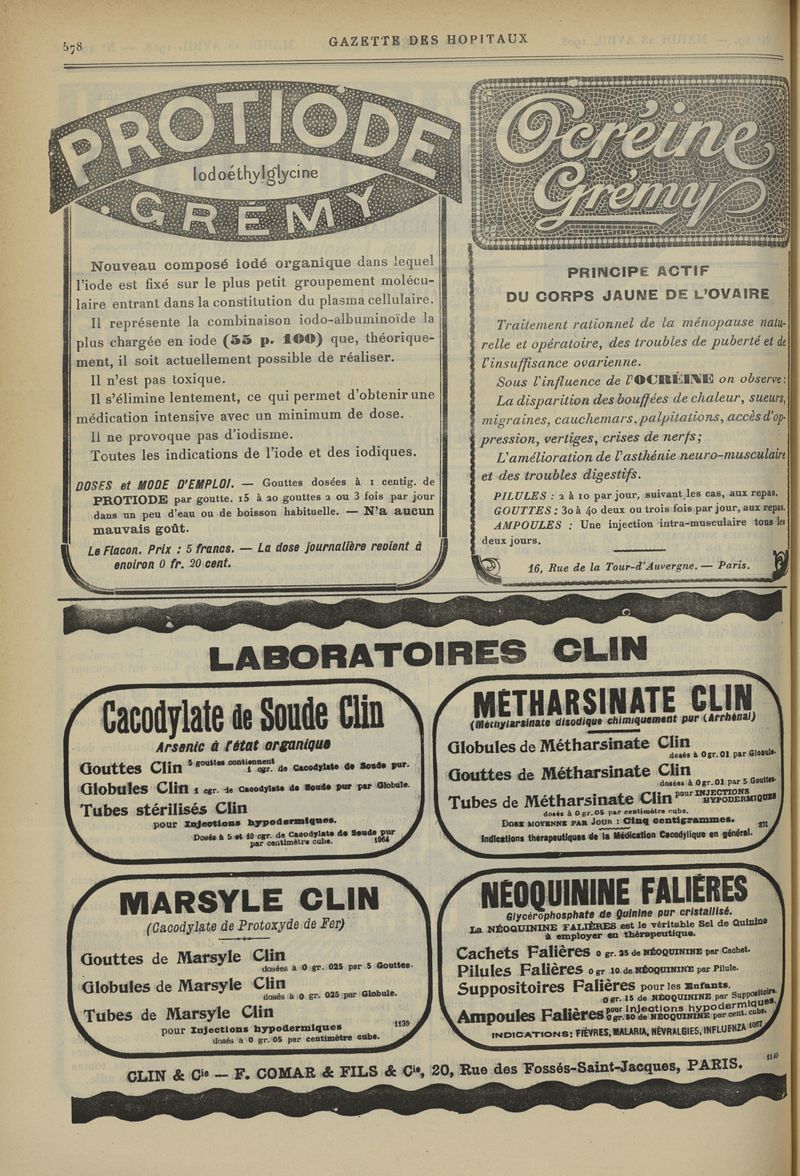 578
GAZETTE DES HOPITAUX
PROTIODE
Iodoéthylglycine
GRÉMY
Nouveau composé iodé organique dans lequel
l'iode est fixé sur le plus petit groupement molécu-
laire entrant dans la constitution du plasma cellulaire.
Il représente la combinaison iodo-albuminoïde la
plus chargée en iode (55 p. 100) que, théorique-
ment, il soit actuellement possible de réaliser.
Il n'est pas toxique.
Il s'élimine lentement, ce qui permet d'obtenir une
médication intensive avec un minimum de dose.
Il ne provoque pas d'iodisme.
Toutes les indications de l'iode et des iodiques.
DOSES et MODE D'EMPLOI. — Gouttes dosées à 1 centig. de
PROTIODE par goutte. 15 à 20 gouttes 2 ou 3 fois par jour
dans un peu d'eau ou de boisson habituelle. — N'a aucun
mauvais goût.
Le Flacon. Prix : 5 francs. — La dose journalière revient à
environ 0 fr. 20 cent.
Ocréine
Grémy
PRINCIPE ACTIF
DU CORPS JAUNE DE L'OVAIRE
Traitement rationnel de la ménopause natu-
relle et opératoire, des troubles de puberté et de
l'insuffisance ovarienne.
Sous l'influence de l'OCRÉINE on observe :
La disparition des bouffées de chaleur, sueurs,
migraines, cauchemars, palpitations, accès d'op-
pression, vertiges, crises de nerfs;
L'amélioration de l'asthénie neuro-musculaire
et des troubles digestifs.
PILULES : 2 à 10 par jour, suivant les cas, aux repas.
GOUTTES : 30 à 40 deux ou trois fois par jour, aux repas.
AMPOULES : Une injection intra-musculaire tous les
deux jours.
16, Rue de la Tour-d'Auvergne. — Paris.
LABORATOIRES CLIN
Cacodylate de Soude Clin
Arsenic à l'état organique
Gouttes Clin 5 gouttes contiennent 1 cgr. de Cacodylate de Soude pur.
Globules Clin 1 cgr. de Cacodylate de Soude pur par Globule.
Tubes stérilisés Clin
pour Injections hypodermiques.
Dosés à 5 et 10 cgr. de Cacodylate de Soude pur
par centimètre cube. 1064
MÉTHARSINATE CLIN
(Méthylarsinate disodique chimiquement pur (Arrhénal)
Globules de Métharsinate Clin
dosés à 0 gr. 01 par Globule.
Gouttes de Métharsinate Clin
dosées à 0 gr. 01 par 5 Gouttes.
Tubes de Métharsinate Clin pour INJECTIONS HYPODERMIQUES
dosés à 0 gr. 05 par centimètre cube.
DOSE MOYENNE PAR JOUR : Cinq centigrammes.
Indications thérapeutiques de la Médication Cacodylique en général. 871
MARSYLE CLIN
(Cacodylate de Protoxyde de Fer)
Gouttes de Marsyle Clin
dosées à 0 gr. 025 par 5 Gouttes.
Globules de Marsyle Clin
dosés à 0 gr. 025 par Globule.
Tubes de Marsyle Clin
pour Injections hypodermiques 1139
dosés à 0 gr. 05 par centimètre cube.
NÉOQUININE FALIÈRES
Glycérophosphate de Quinine pur cristallisé.
La NÉOQUININE FALIÈRES est le véritable Sel de Quinine
à employer en thérapeutique.
Cachets Falières 0 gr. 25 de NÉOQUININE par Cachet.
Pilules Falières 0 gr 10 de NÉOQUININE par Pilule.
Suppositoires Falières pour les Enfants.
0 gr. 15 de NÉOQUININE par Suppositoire.
Ampoules Falières pour Injections hypodermiques. 0 gr. 50 de NÉOQUININE par cent. cube.
INDICATIONS: FIÈVRES, MALARIA, NÉVRALGIES, INFLUENZA 1067
CLIN & Cie — F. COMAR & FILS & Cie, 20, Rue des Fossés-Saint-Jacques, PARIS. 1140